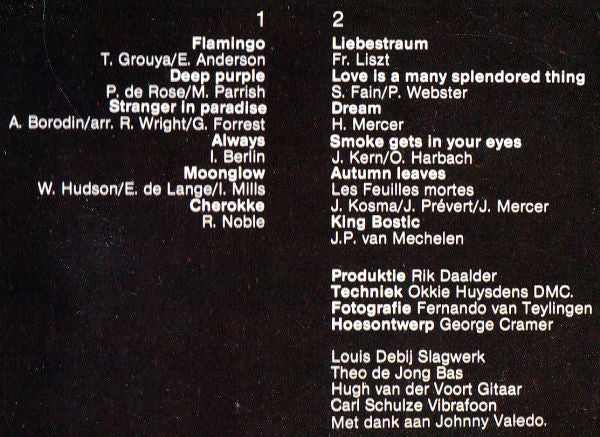 1
Flamingo
T. Grouya/E. Anderson
Deep purple
P. de Rose/M. Parrish
Stranger in paradise
A. Borodin/arr. R. Wright/G. Forrest
Always
I. Berlin
Moonglow
W. Hudson/E. de Lange/I. Mills
Cherokke
R. Noble
2
Liebestraum
Fr. Liszt
Love is a many splendored thing
S. Fain/P. Webster
Dream
H. Mercer
Smoke gets in your eyes
J. Kern/O. Harbach
Autumn leaves
Les Feuilles mortes
J. Kosma/J. Prévert/J. Mercer
King Bostic
J.P. van Mechelen
Produktie Rik Daalder
Techniek Okkie Huysdens DMC.
Fotografie Fernando van Teylingen
Hoesontwerp George Cramer
Louis Debij Slagwerk
Theo de Jong Bas
Hugh van der Voort Gitaar
Carl Schulze Vibrafoon
Met dank aan Johnny Valedo.